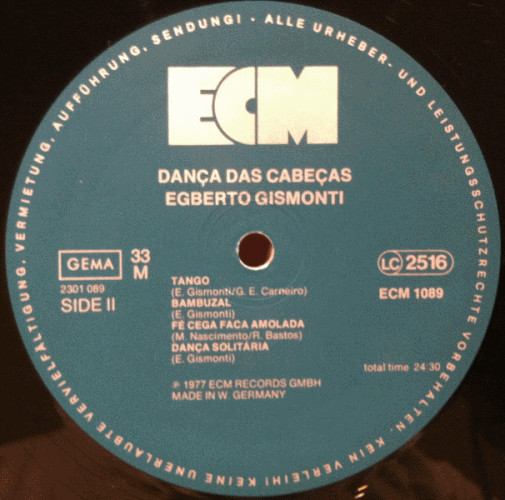 ALLE URHEBER- UND LEISTUNGSSCHUTZRECHTE VORBEHALTEN. KEIN VERLEIH! KEINE UNERLAUBTE VERVIELFÄLTIGUNG, VERMIETUNG, AUFFÜHRUNG, SENDUNG! -
ECM
DANÇA DAS CABEÇAS
EGBERTO GISMONTI
GEMA
33
M
2301 089
SIDE II
LC 2516
ECM 1089
TANGO
(E. Gismonti/G. E. Carneiro)
BAMBUZAL
(E. Gismonti)
FÉ CEGA FACA AMOLADA
(M. Nascimento/R. Bastos)
DANÇA SOLITÁRIA
(E. Gismonti)
total time 24:30
℗ 1977 ECM RECORDS GMBH
MADE IN W. GERMANY